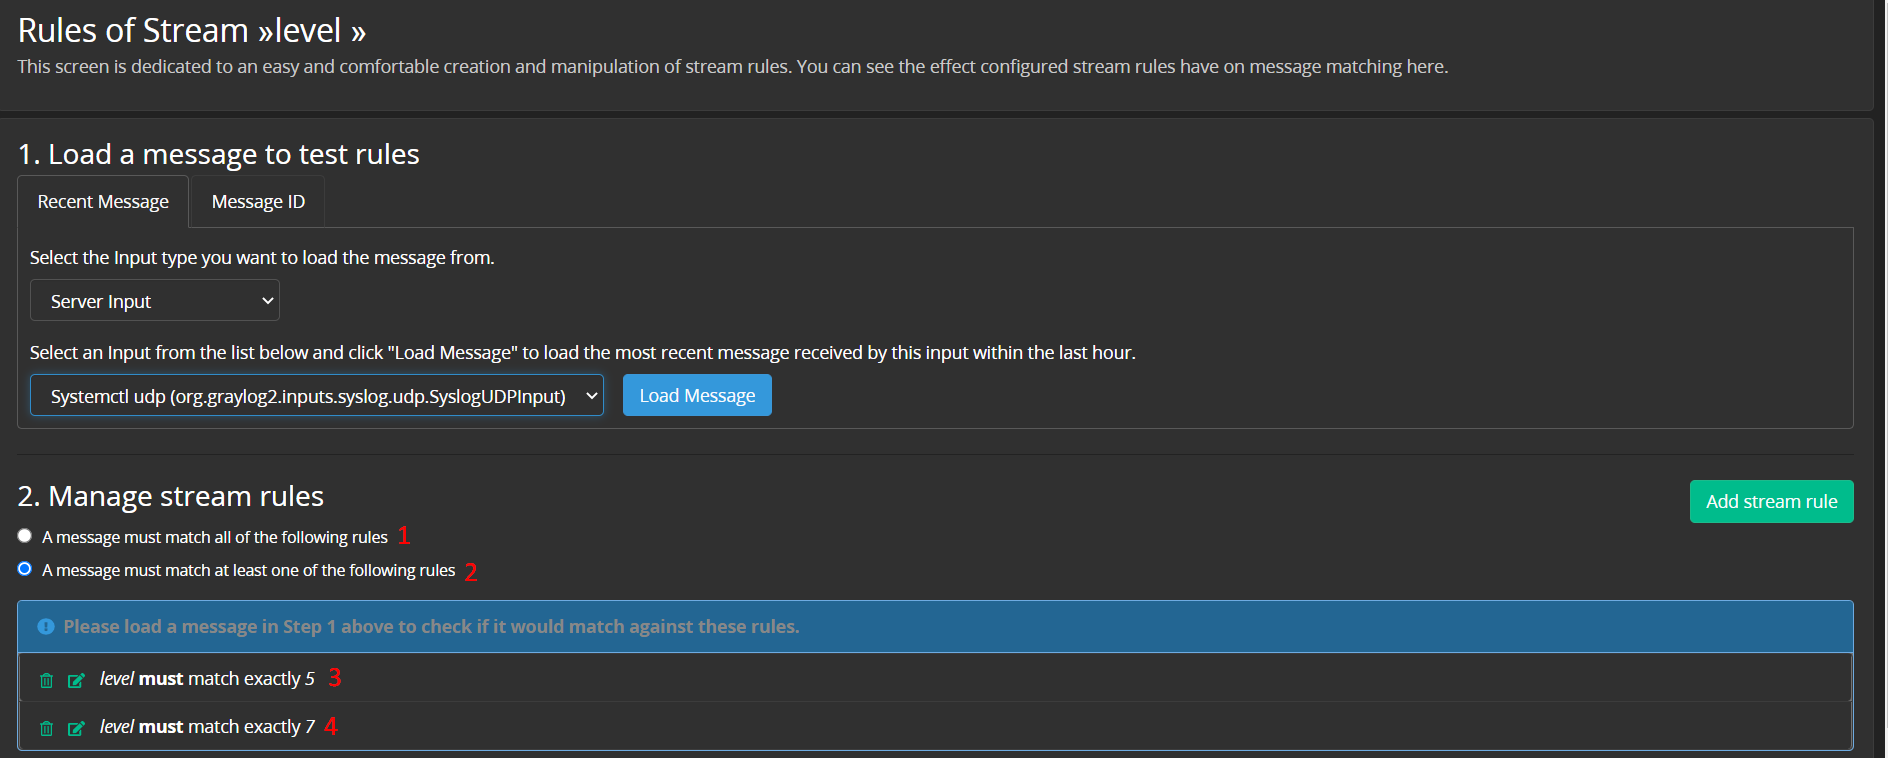 Rules of Stream »level »
This screen is dedicated to an easy and comfortable creation and manipulation of stream rules. You can see the effect configured stream rules have on message matching here.
1. Load a message to test rules
Recent Message Message ID
Select the Input type you want to load the message from.
Server Input
Select an Input from the list below and click "Load Message" to load the most recent message received by this input within the last hour.
Systemctl udp (org.graylog2.inputs.syslog.udp.SyslogUDPInput) Load Message
2. Manage stream rules Add stream rule
A message must match all of the following rules 1
A message must match at least one of the following rules 2
Please load a message in Step 1 above to check if it would match against these rules.
level must match exactly 5 3
level must match exactly 7 4